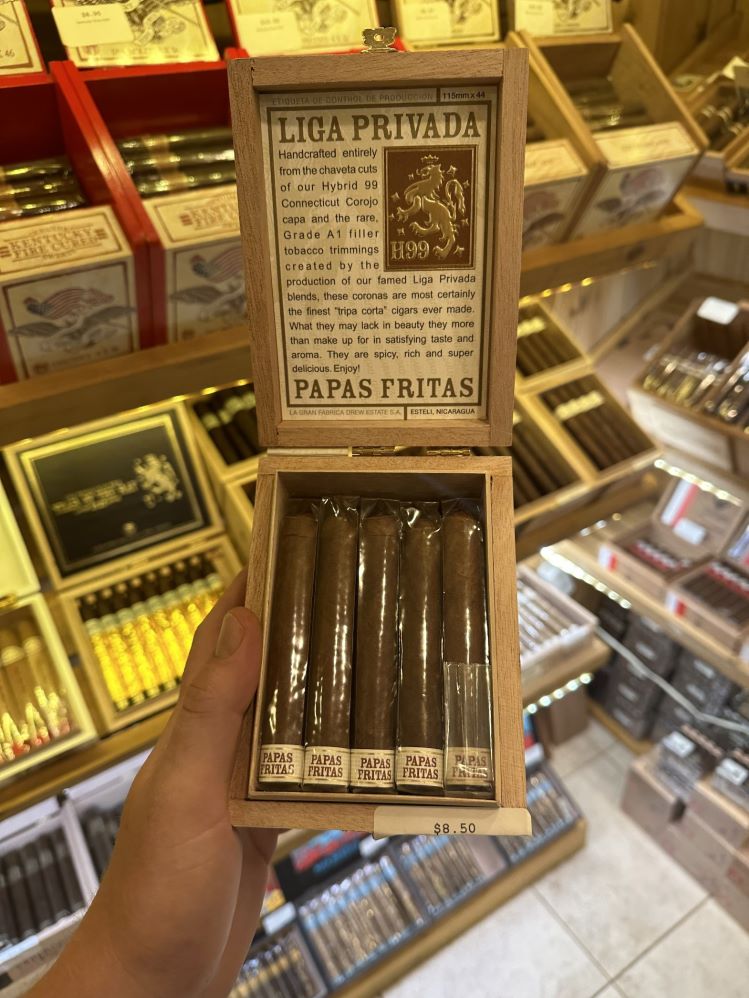 ETIQUETA DE CONTROL DE PRODUCCION
115mm x 44
LIGA PRIVADA
Handcrafted entirely
from the chaveta cuts
of our Hybrid 99
Connecticut Corojo
capa and the rare,
Grade A1 filler
tobacco trimmings
created by the
H99
production of our famed Liga Privada
blends, these coronas are most certainly
the finest "tripa corta" cigars ever made.
What they may lack in beauty they more
than make up for in satisfying taste and
aroma. They are spicy, rich and super
delicious. Enjoy!
PAPAS FRITAS
LA GRAN FABRICA DREW ESTATE S.A.
ESTELI, NICARAGUA
PAPAS
FRITAS
PAPAS
FRITAS
PAPAS
FRITAS
PAPAS
FRITAS
PAPAS
FRITAS
$8.50
KENTUCKY
FIRE CURED